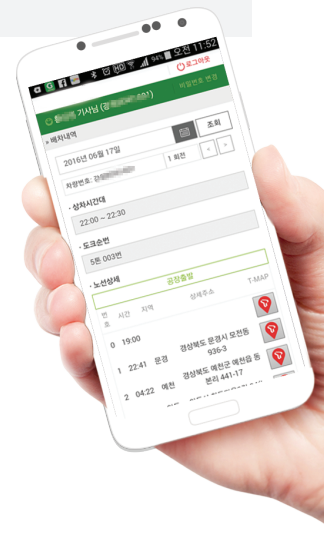 94% 오전 11:52
로그아웃
기사님
비밀번호 변경
» 배차내역
2016년 06월 17일
조회
차량번호:
1 회전
< >
· 상차시간대
22:00 ~ 22:30
· 도크순번
5톤 003번
· 노선상세
공장출발
번호 시간 지역 상세주소 T-MAP
0 19:00
1 22:41 문경 경상북도 문경시 모전동
936-3
2 04:22 예천 경상북도 예천군 예천읍 동
본리 441-17